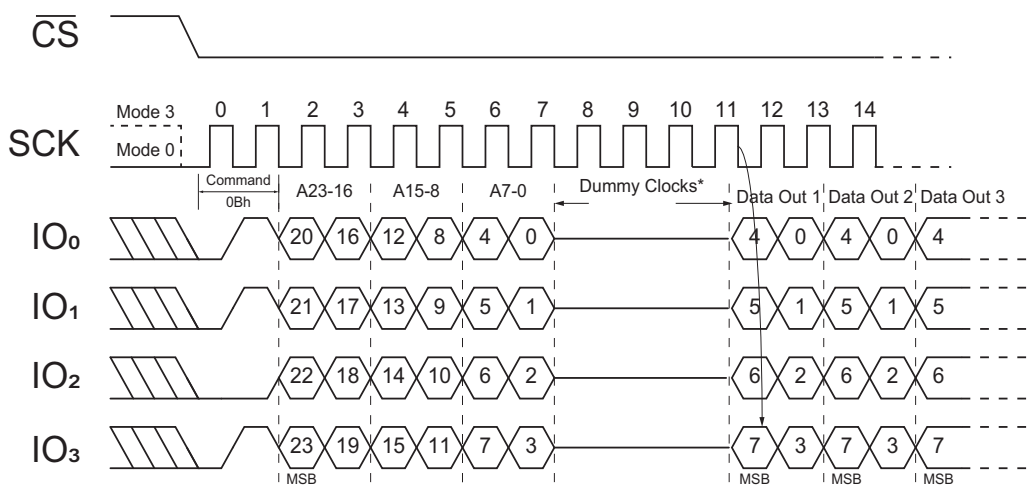 CS
Mode 3 0 1 2 3 4 5 6 7 8 9 10 11 12 13 14
SCK
Mode 0
Command A23-16 A15-8 A7-0 Dummy Clocks* Data Out 1 Data Out 2 Data Out 3
0Bh
IO₀ 20 16 12 8 4 0 4 0 4 0 4
IO₁ 21 17 13 9 5 1 5 1 5 1 5
IO₂ 22 18 14 10 6 2 6 2 6 2 6
IO₃ 23 19 15 11 7 3 7 3 7 3 7
MSB MSB MSB MSB